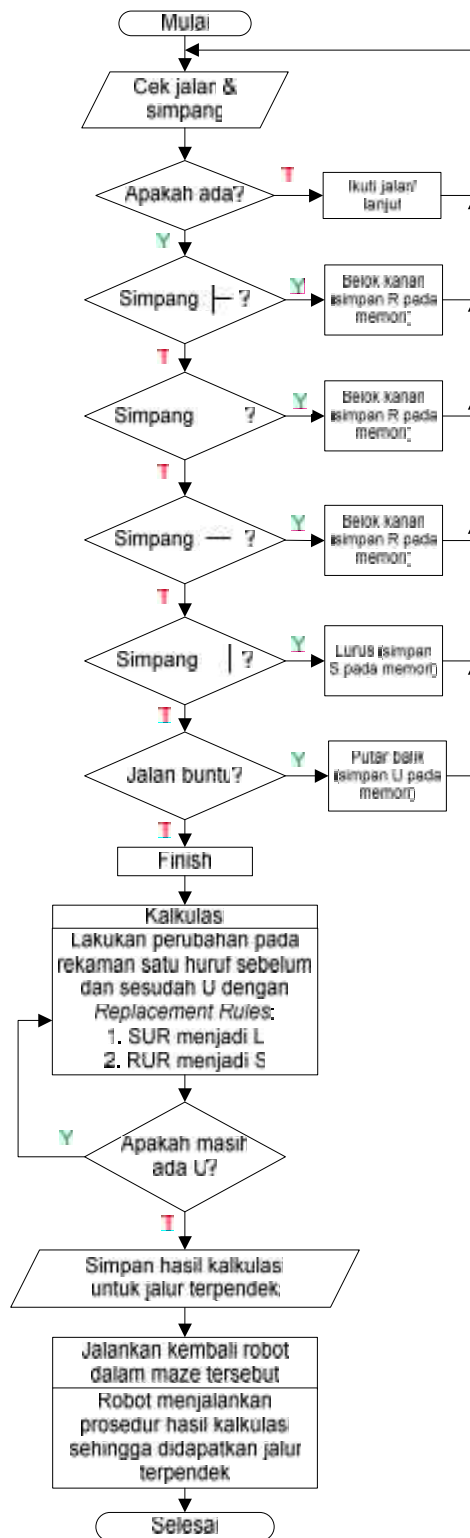 Mulai
Cek jalan &
simpang
Apakah ada?
T
Ikuti jalan/
lanjut
Y
Simpang ├─ ?
Y
Belok kanan
(simpan R pada
memori)
T
Simpang ?
Y
Belok kanan
(simpan R pada
memori)
T
Simpang — ?
Y
Belok kanan
(simpan R pada
memori)
T
Simpang | ?
Y
Lurus (simpan
S pada memori)
T
Jalan buntu?
Y
Putar balik
(simpan U pada
memori)
T
Finish
Kalkulasi
Lakukan perubahan pada
rekaman satu huruf sebelum
dan sesudah U dengan
Replacement Rules:
1. SUR menjadi L
2. RUR menjadi S
Y
Apakah masih
ada U?
T
Simpan hasil kalkulasi
untuk jalur terpendek
Jalankan kembali robot
dalam maze tersebut
Robot menjalankan
prosedur hasil kalkulasi
sehingga didapatkan jalur
terpendek
Selesai